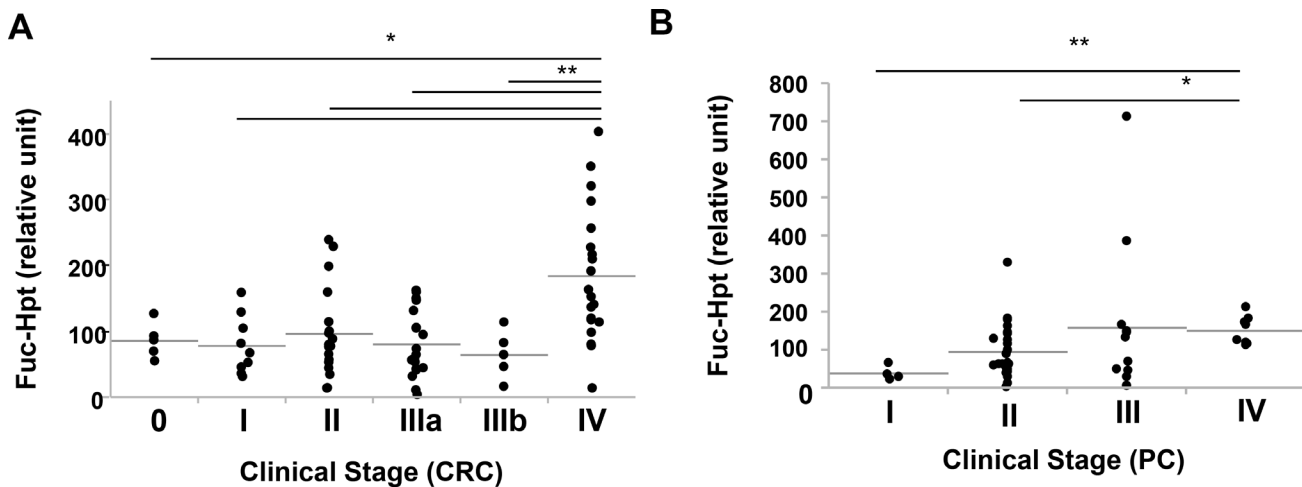 A
*
**
Fuc-Hpt (relative unit)
400
300
200
100
0
0 I II IIIa IIIb IV
Clinical Stage (CRC)
B
**
*
Fuc-Hpt (relative unit)
800
700
600
500
400
300
200
100
0
I II III IV
Clinical Stage (PC)